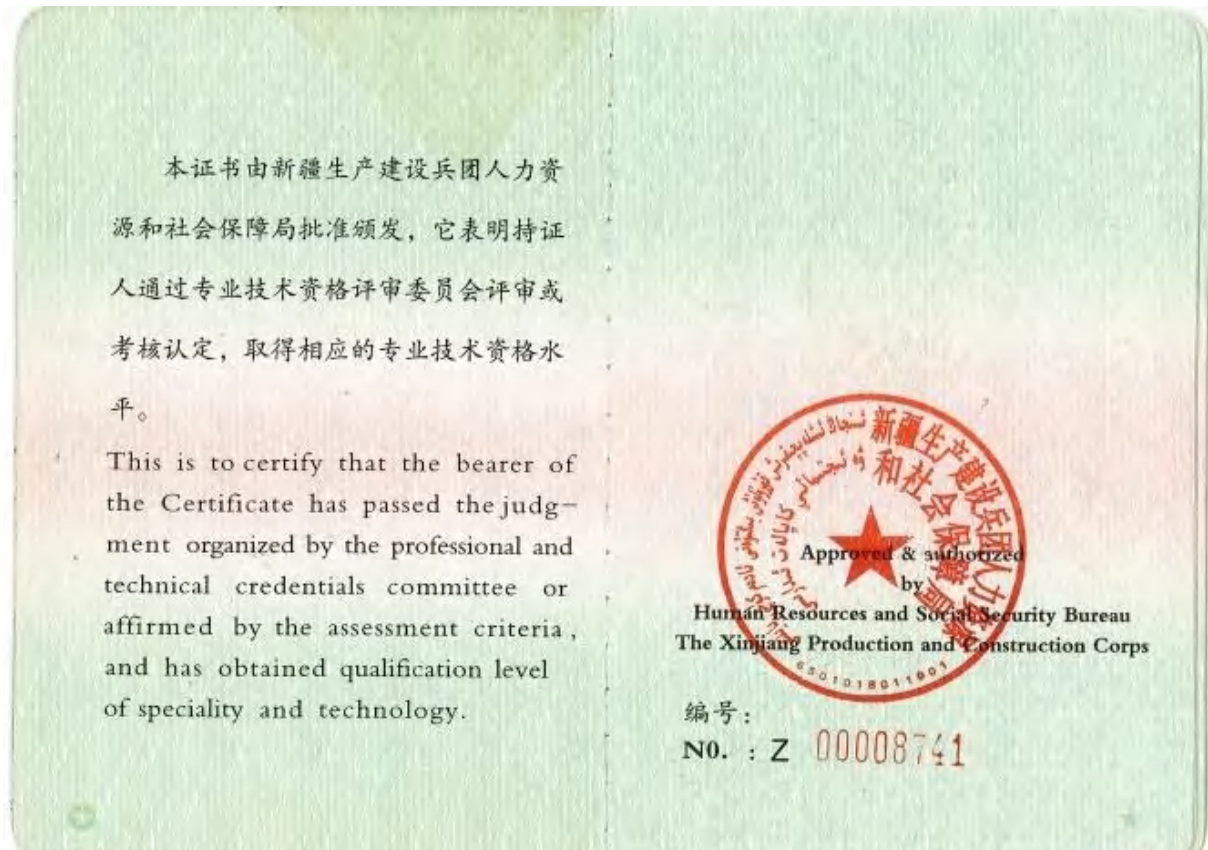 本证书由新疆生产建设兵团人力资
源和社会保障局批准颁发，它表明持证
人通过专业技术资格评审委员会评审或
考核认定，取得相应的专业技术资格水
平。
This is to certify that the bearer of
the Certificate has passed the judg-
ment organized by the professional and
technical credentials committee or
affirmed by the assessment criteria,
and has obtained qualification level
of speciality and technology.
新疆生产建设兵团人力资源
和社会保障局
Approved & authorized
by
Human Resources and Social Security Bureau
The Xinjiang Production and Construction Corps
6501018011901
编号：
N0. : Z 00008741